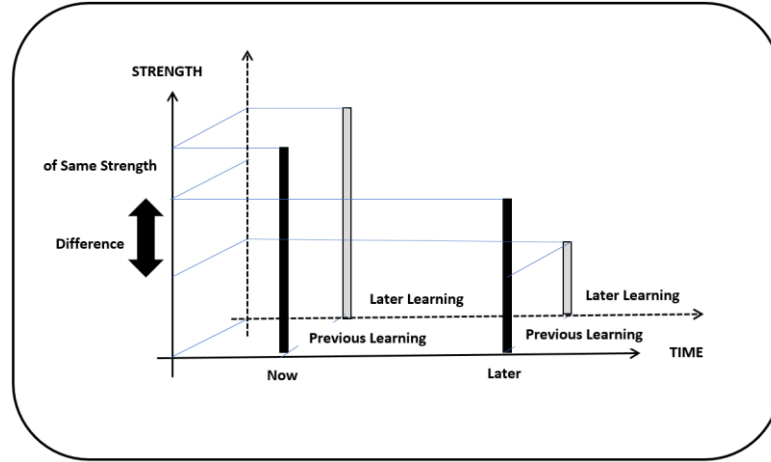 STRENGTH
of Same Strength
Difference
Later Learning
Later Learning
Previous Learning
Previous Learning
TIME
Now
Later